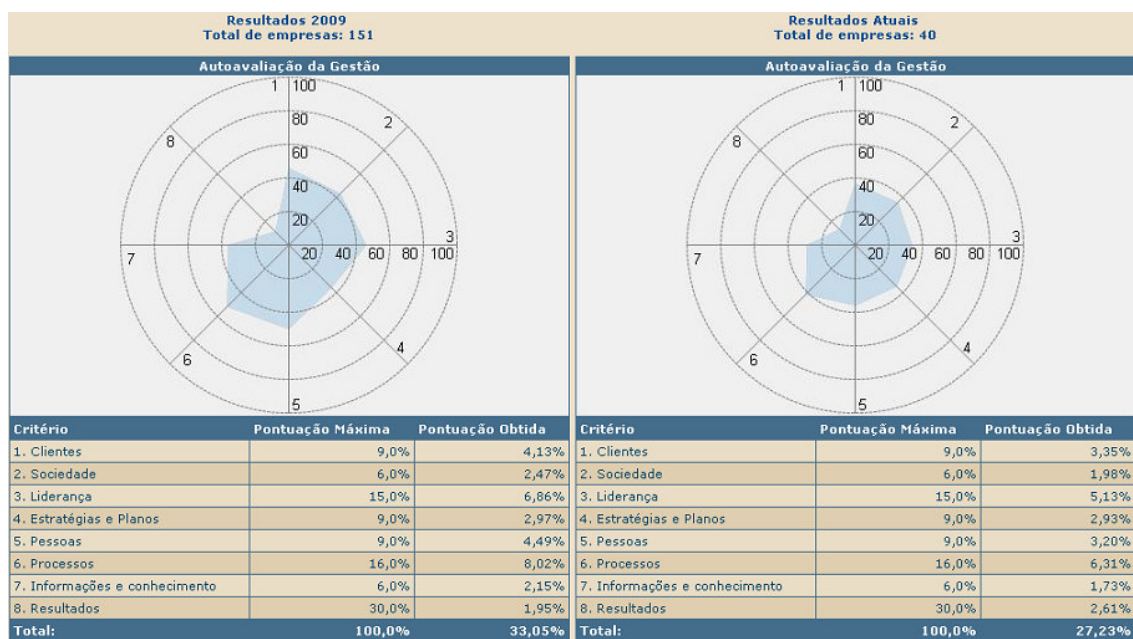 Resultados 2009
Total de empresas: 151
Autoavaliação da Gestão
1 100
80
60
40
20
20 40 60 80 100
2
3
4
5
6
7
8
Critério Pontuação Máxima Pontuação Obtida
1. Clientes 9,0% 4,13%
2. Sociedade 6,0% 2,47%
3. Liderança 15,0% 6,86%
4. Estratégias e Planos 9,0% 2,97%
5. Pessoas 9,0% 4,49%
6. Processos 16,0% 8,02%
7. Informações e conhecimento 6,0% 2,15%
8. Resultados 30,0% 1,95%
Total: 100,0% 33,05%
Resultados Atuais
Total de empresas: 40
Autoavaliação da Gestão
1 100
80
60
40
20
20 40 60 80 100
2
3
4
5
6
7
8
Critério Pontuação Máxima Pontuação Obtida
1. Clientes 9,0% 3,35%
2. Sociedade 6,0% 1,98%
3. Liderança 15,0% 5,13%
4. Estratégias e Planos 9,0% 2,93%
5. Pessoas 9,0% 3,20%
6. Processos 16,0% 6,31%
7. Informações e conhecimento 6,0% 1,73%
8. Resultados 30,0% 2,61%
Total: 100,0% 27,23%